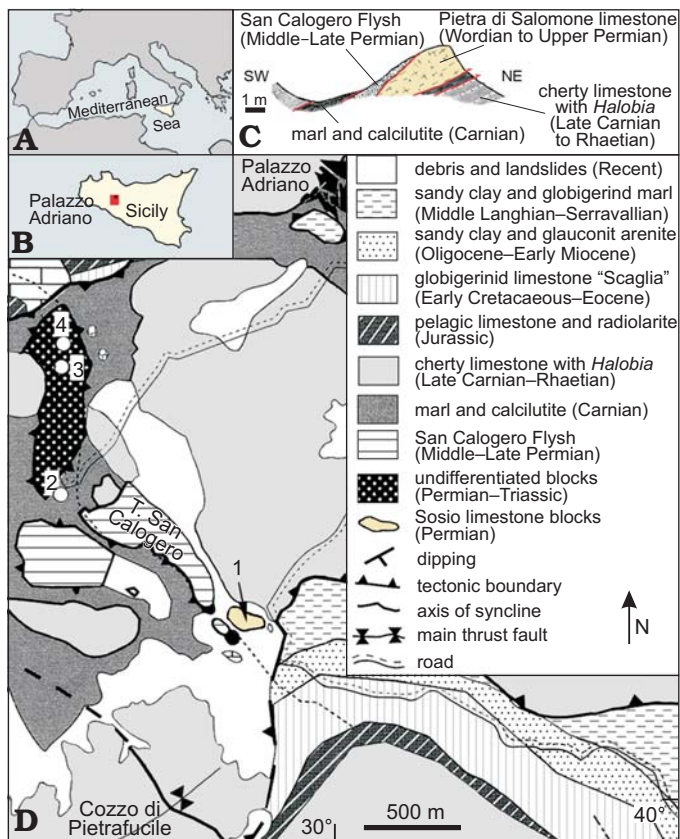 Mediterranean
Sea
A
Palazzo
Adriano
Sicily
B
San Calogero Flysh
(Middle–Late Permian)
Pietra di Salomone limestone
(Wordian to Upper Permian)
SW
NE
1 m
C
marl and calcilutite (Carnian)
cherty limestone
with Halobia
(Late Carnian
to Rhaetian)
Palazzo
Adriano
4
3
2
T. San
Calogero
1
Cozzo di
Pietrafucile
D
30°
500 m
40°
debris and landslides (Recent)
sandy clay and globigerind marl
(Middle Langhian–Serravallian)
sandy clay and glauconit arenite
(Oligocene–Early Miocene)
globigerinid limestone “Scaglia”
(Early Cretacaeous–Eocene)
pelagic limestone and radiolarite
(Jurassic)
cherty limestone with Halobia
(Late Carnian–Rhaetian)
marl and calcilutite (Carnian)
San Calogero Flysh
(Middle–Late Permian)
undifferentiated blocks
(Permian–Triassic)
Sosio limestone blocks
(Permian)
dipping
tectonic boundary
axis of syncline
main thrust fault
road
N